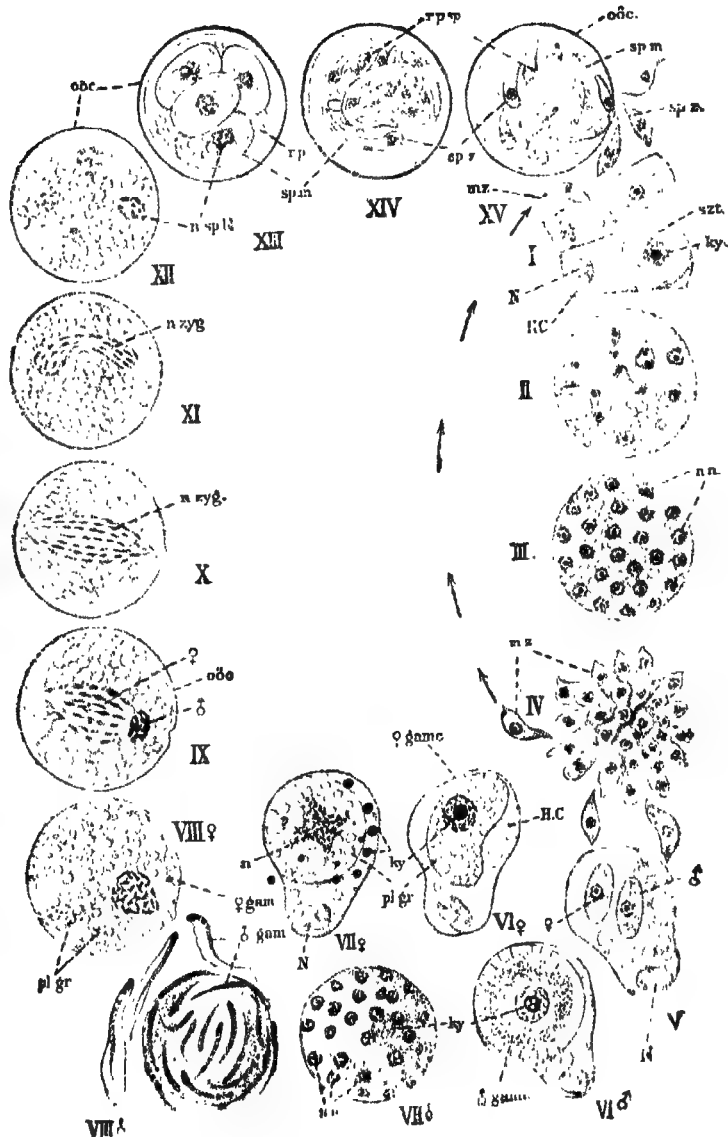 rp sp
oöc.
sp m
oöc
sp z.
rp
sp z
n sp l
sp.m
XIII
XIV
XV
mz
szt.
I
ky.
XII
N
H.C
n zyg
II
XI
n zyg.
n n.
X
III.
♀
oöc
♂
mz
IV
IX
♀ game
VIII♀
H.C
n
ky
♂
pl gr
♀
♀gam
VI♀
♂ gam
VII♀
N
pl gr
V
N
ky
♂ gam.
VIII♂
VII♂
VI♂